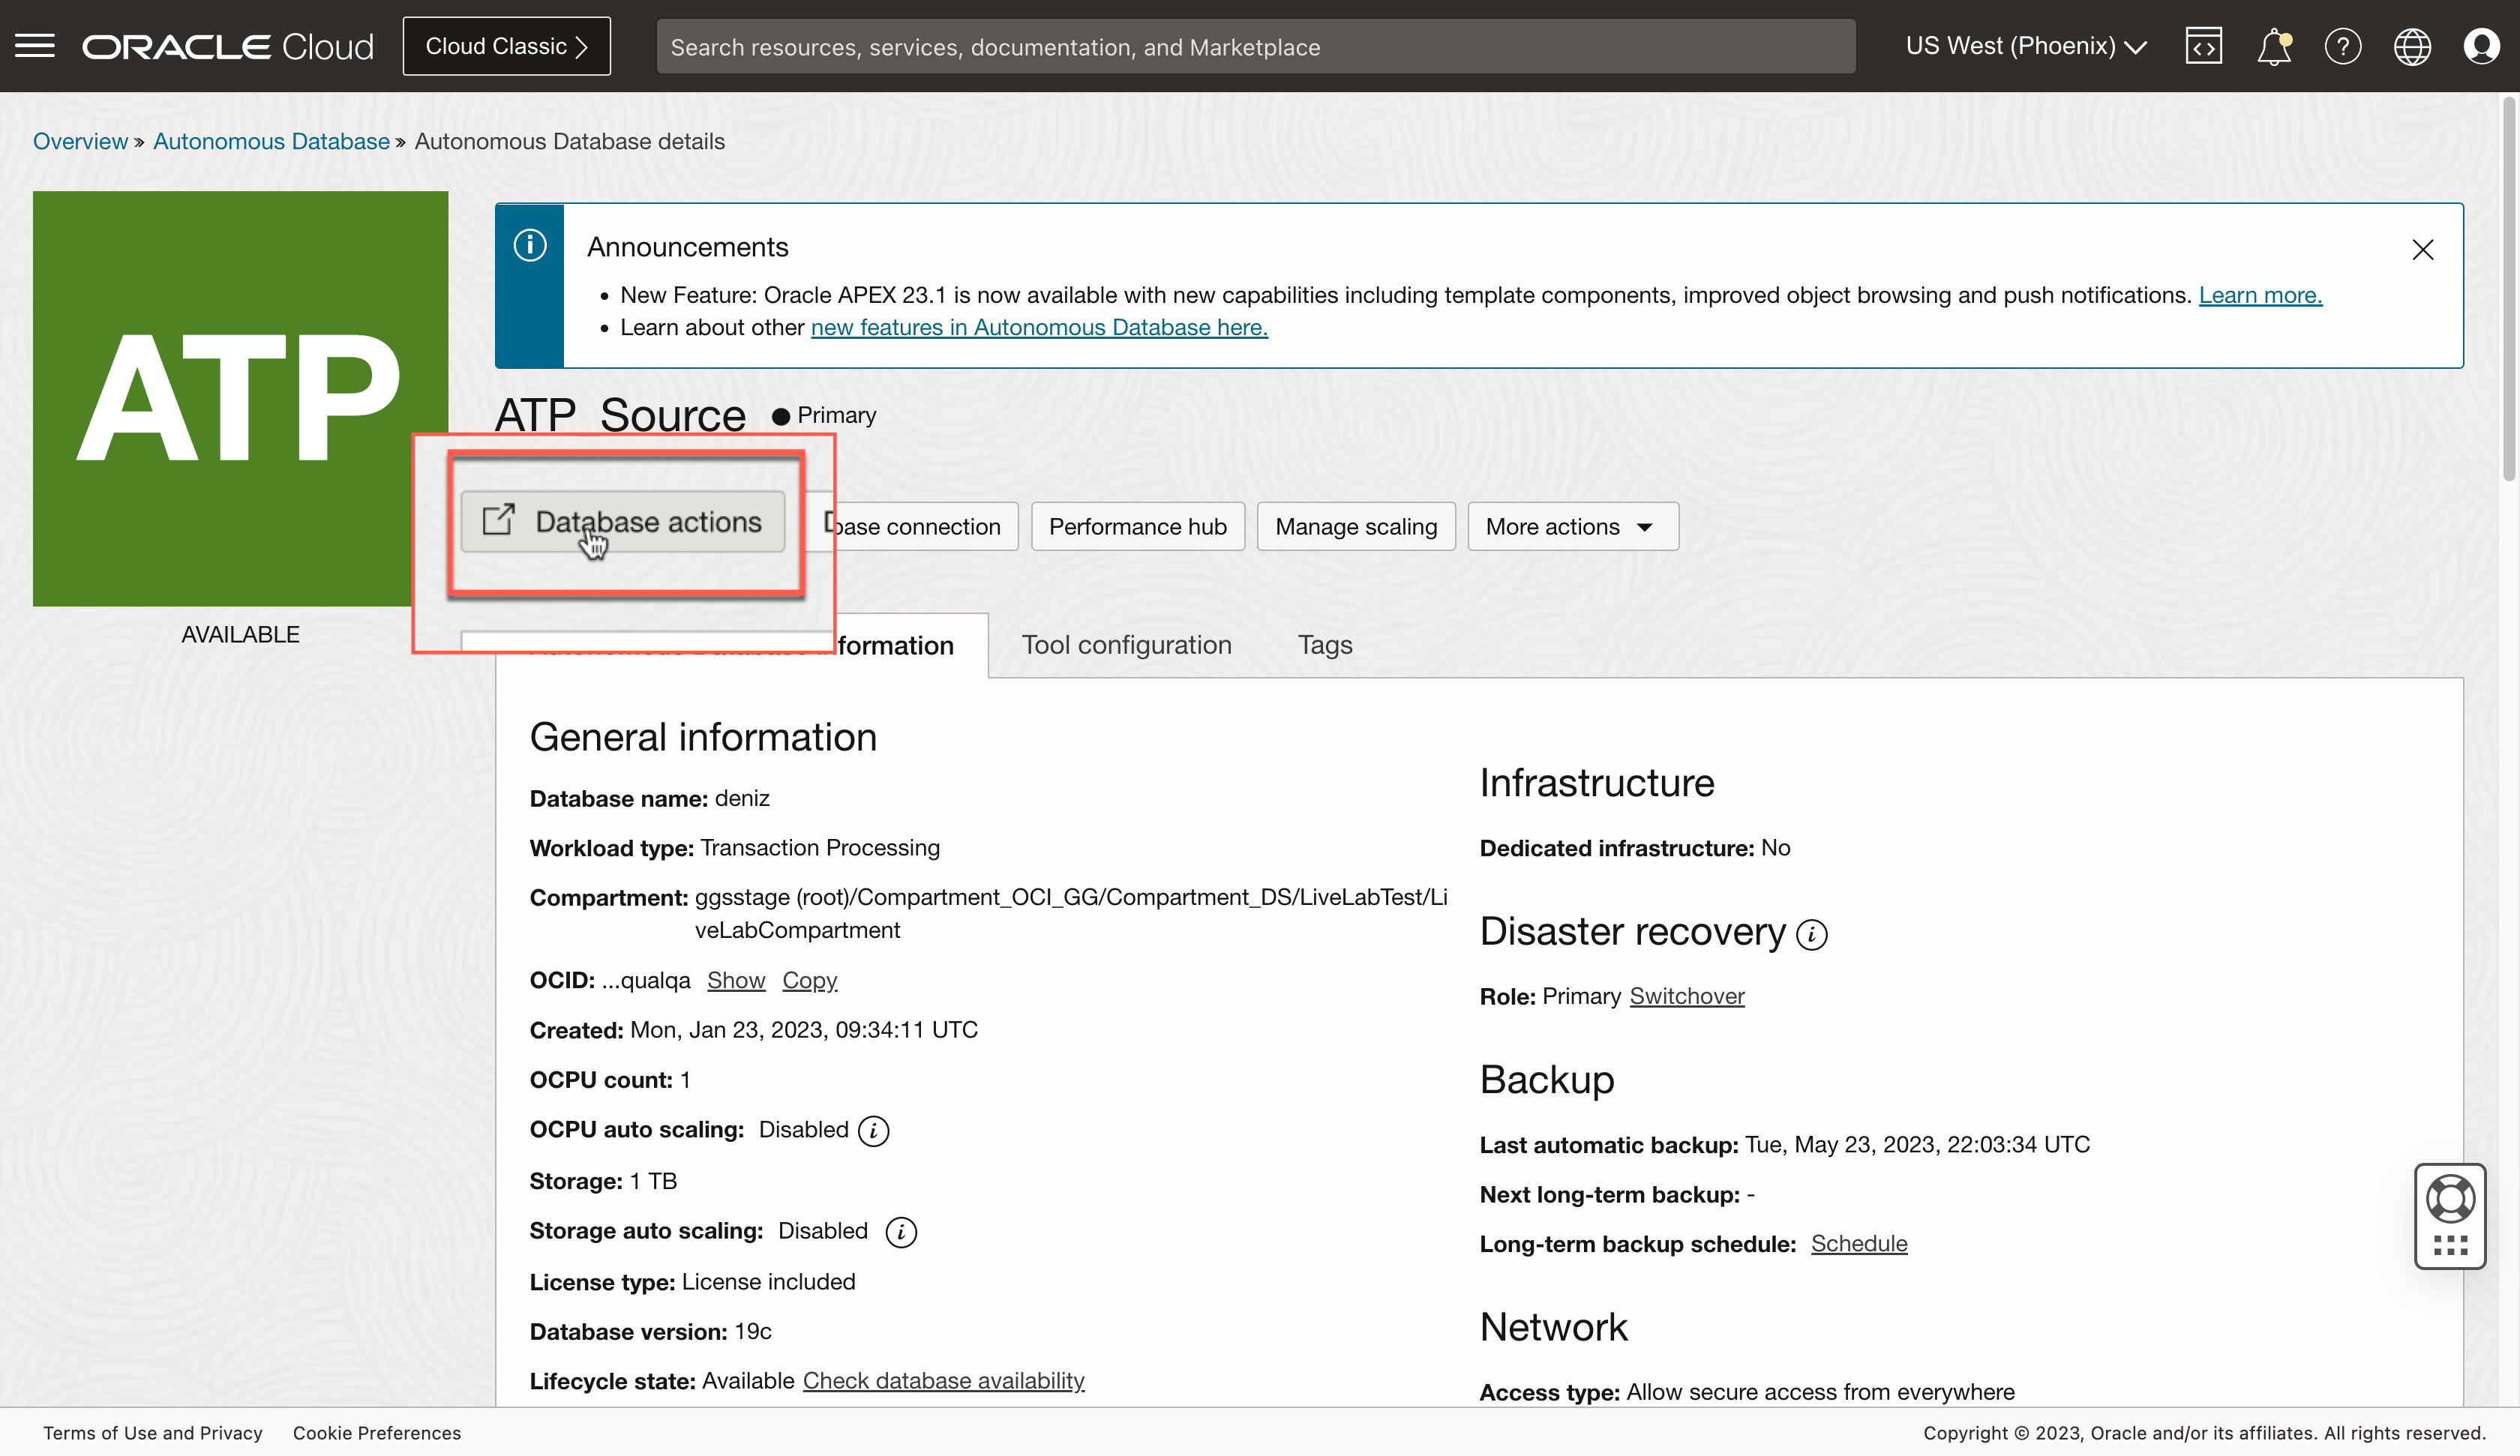 ORACLE Cloud
Cloud Classic
Search resources, services, documentation, and Marketplace
US West (Phoenix)
Overview » Autonomous Database » Autonomous Database details
ATP
AVAILABLE
Announcements
• New Feature: Oracle APEX 23.1 is now available with new capabilities including template components, improved object browsing and push notifications. Learn more.
• Learn about other new features in Autonomous Database here.
ATP_Source Primary
Database actions
base connection
Performance hub
Manage scaling
More actions
formation
Tool configuration
Tags
General information
Database name: deniz
Workload type: Transaction Processing
Compartment: ggsstage (root)/Compartment_OCI_GG/Compartment_DS/LiveLabTest/Li
veLabCompartment
OCID: ...qualqa Show Copy
Created: Mon, Jan 23, 2023, 09:34:11 UTC
OCPU count: 1
OCPU auto scaling: Disabled
Storage: 1 TB
Storage auto scaling: Disabled
License type: License included
Database version: 19c
Lifecycle state: Available Check database availability
Infrastructure
Dedicated infrastructure: No
Disaster recovery
Role: Primary Switchover
Backup
Last automatic backup: Tue, May 23, 2023, 22:03:34 UTC
Next long-term backup: -
Long-term backup schedule: Schedule
Network
Access type: Allow secure access from everywhere
Terms of Use and Privacy
Cookie Preferences
Copyright © 2023, Oracle and/or its affiliates. All rights reserved.